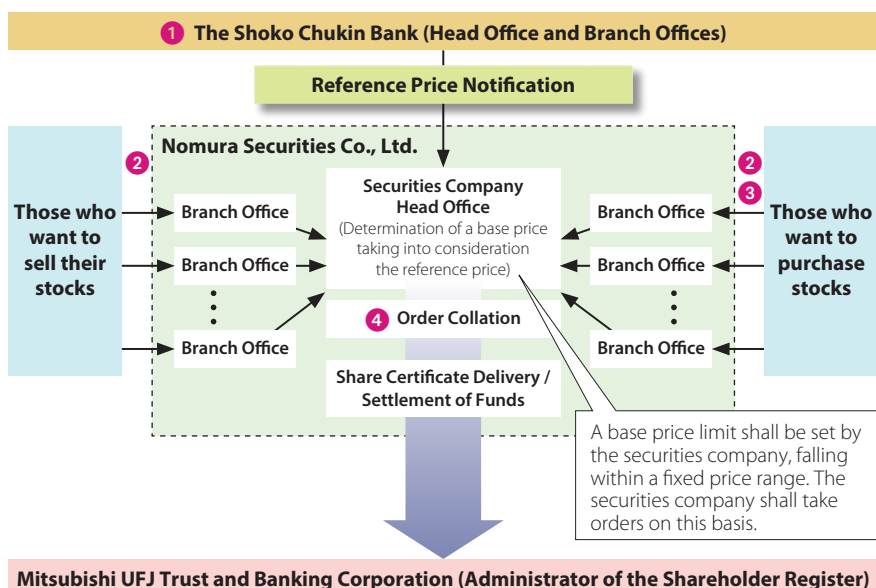 1 The Shoko Chukin Bank (Head Office and Branch Offices)
Reference Price Notification
Nomura Securities Co., Ltd.
2
Those who
want to
sell their
stocks
Branch Office
Branch Office
Branch Office
Securities Company
Head Office
(Determination of a base price
taking into consideration
the reference price)
4 Order Collation
Share Certificate Delivery /
Settlement of Funds
Branch Office
Branch Office
Branch Office
2
3
Those who
want to
purchase
stocks
A base price limit shall be set by
the securities company, falling
within a fixed price range. The
securities company shall take
orders on this basis.
Mitsubishi UFJ Trust and Banking Corporation (Administrator of the Shareholder Register)